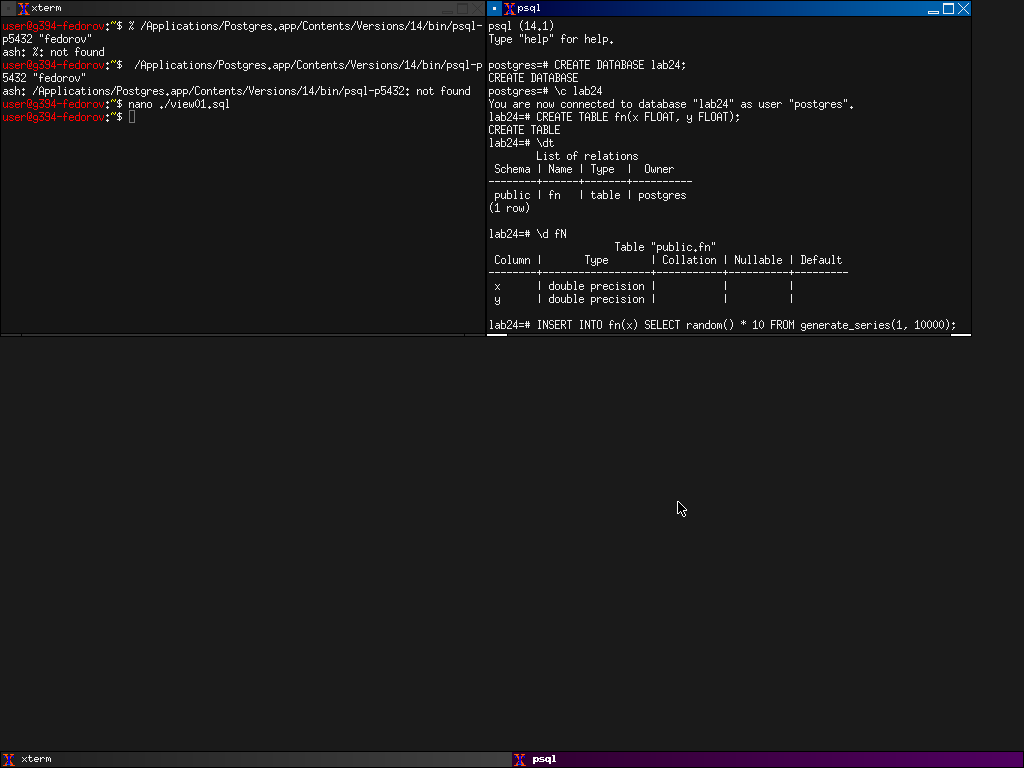 xterm
user@g394-fedorov:~$ % /Applications/Postgres.app/Contents/Versions/14/bin/psql-
p5432 "fedorov"
ash: %: not found
user@g394-fedorov:~$  /Applications/Postgres.app/Contents/Versions/14/bin/psql-p
5432 "fedorov"
ash: /Applications/Postgres.app/Contents/Versions/14/bin/psql-p5432: not found
user@g394-fedorov:~$ nano ./view01.sql
user@g394-fedorov:~$
psql
psql (14.1)
Type "help" for help.
postgres=# CREATE DATABASE lab24;
CREATE DATABASE
postgres=# \c lab24
You are now connected to database "lab24" as user "postgres".
lab24=# CREATE TABLE fn(x FLOAT, y FLOAT);
CREATE TABLE
lab24=# \dt
        List of relations
 Schema | Name | Type  |  Owner
--------+------+-------+----------
 public | fn   | table | postgres
(1 row)
lab24=# \d fN
                     Table "public.fn"
 Column |       Type       | Collation | Nullable | Default
--------+------------------+-----------+----------+---------
 x      | double precision |           |          |
 y      | double precision |           |          |
lab24=# INSERT INTO fn(x) SELECT random() * 10 FROM generate_series(1, 10000);
xterm
psql